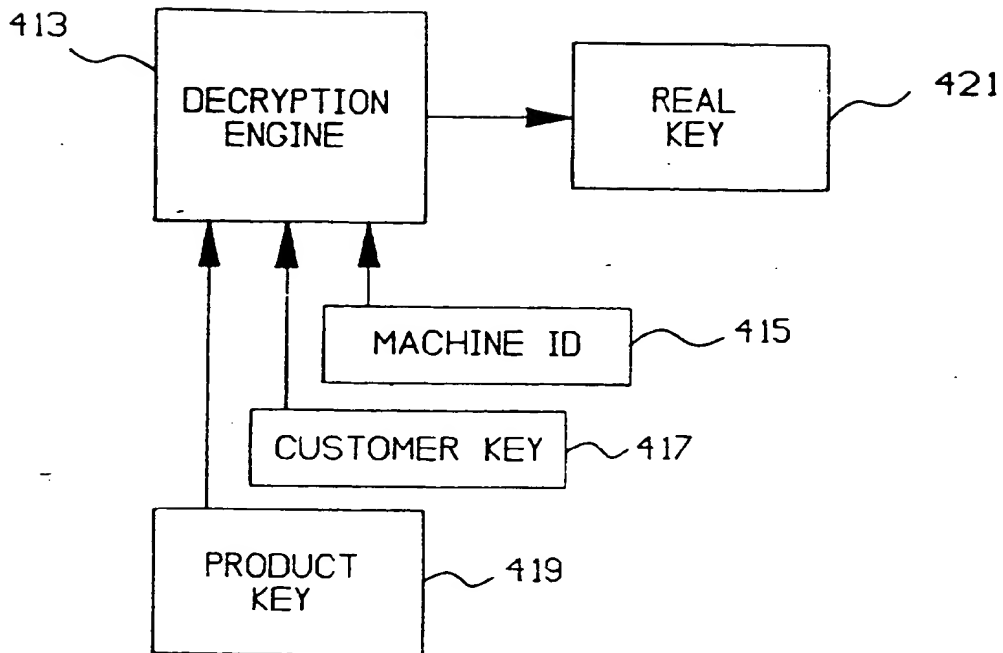 413
DECRYPTION
ENGINE
REAL
KEY
421
MACHINE ID
415
CUSTOMER KEY
417
PRODUCT
KEY
419